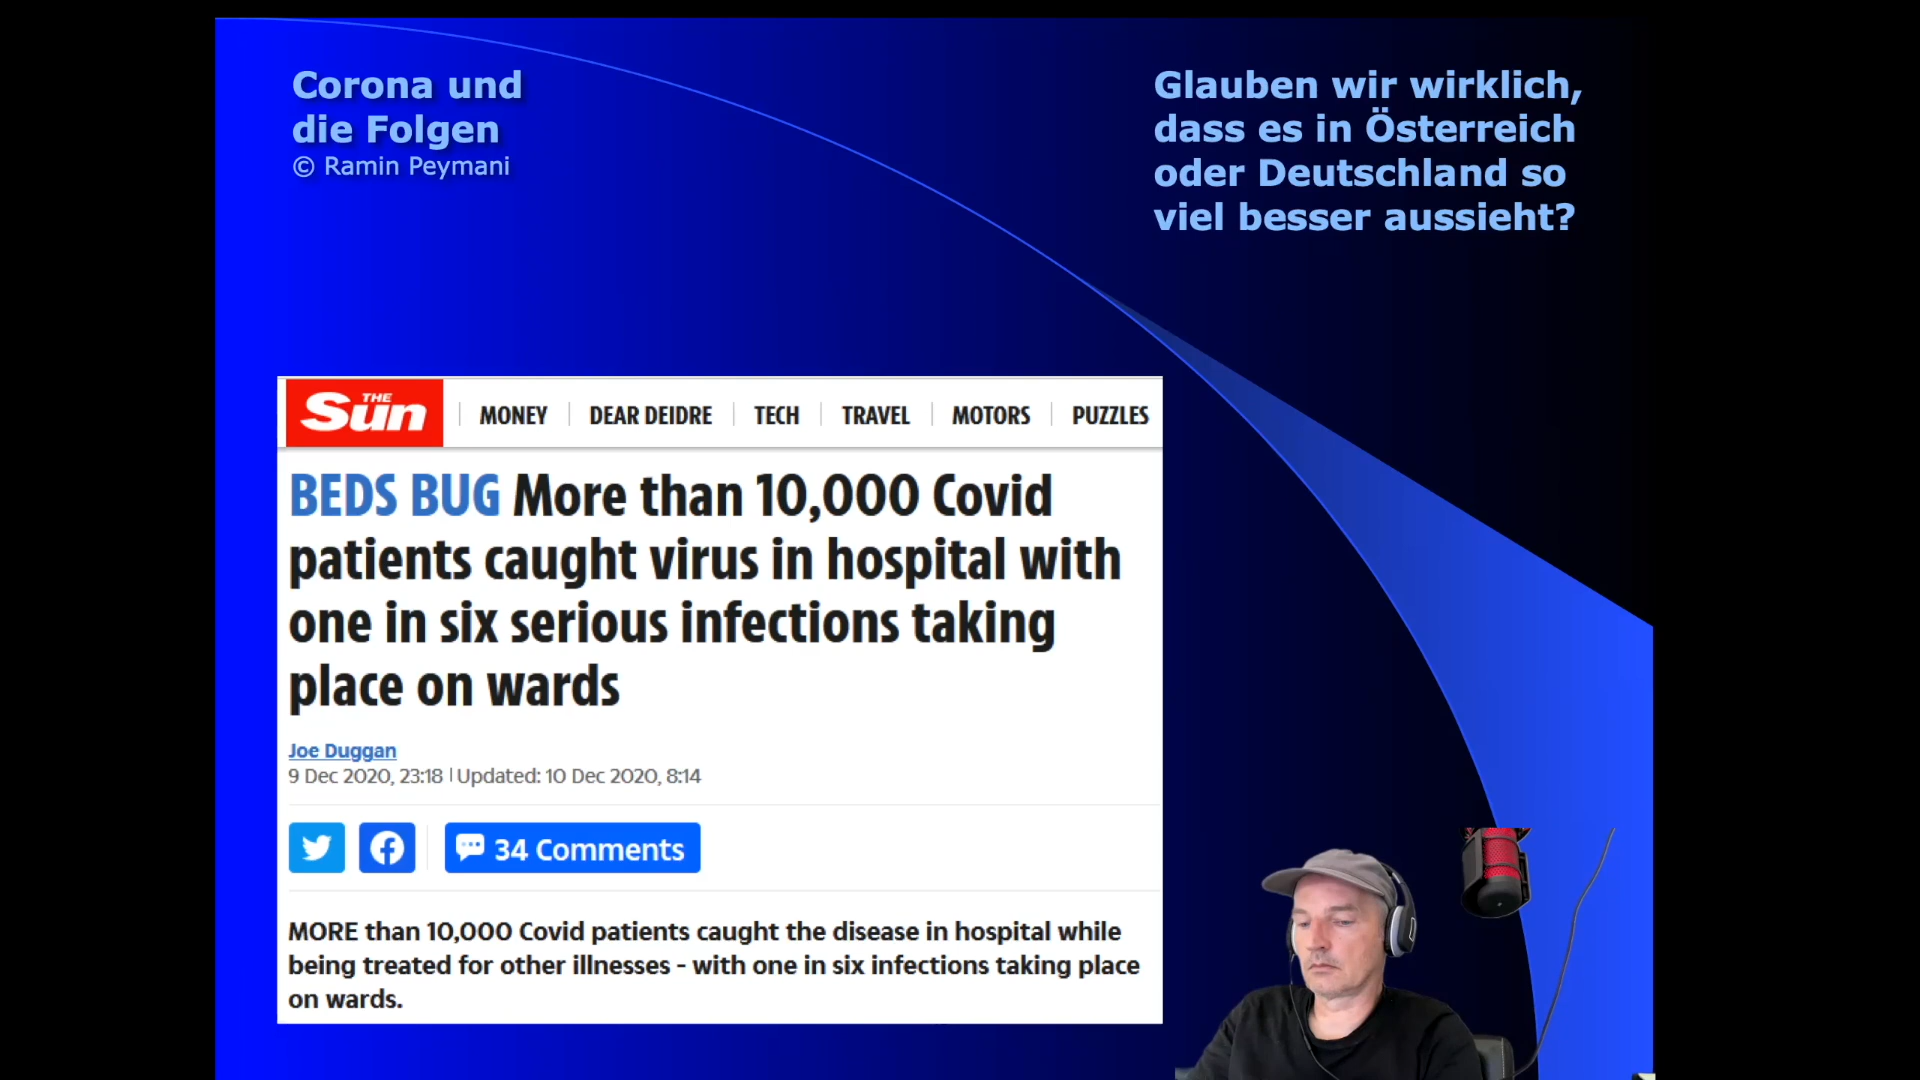 Corona und
die Folgen
© Ramin Peymani
Glauben wir wirklich,
dass es in Österreich
oder Deutschland so
viel besser aussieht?
THE
Sun
MONEY
DEAR DEIDRE
TECH
TRAVEL
MOTORS
PUZZLES
BEDS BUG More than 10,000 Covid
patients caught virus in hospital with
one in six serious infections taking
place on wards
Joe Duggan
9 Dec 2020, 23:18 | Updated: 10 Dec 2020, 8:14
34 Comments
MORE than 10,000 Covid patients caught the disease in hospital while
being treated for other illnesses - with one in six infections taking place
on wards.